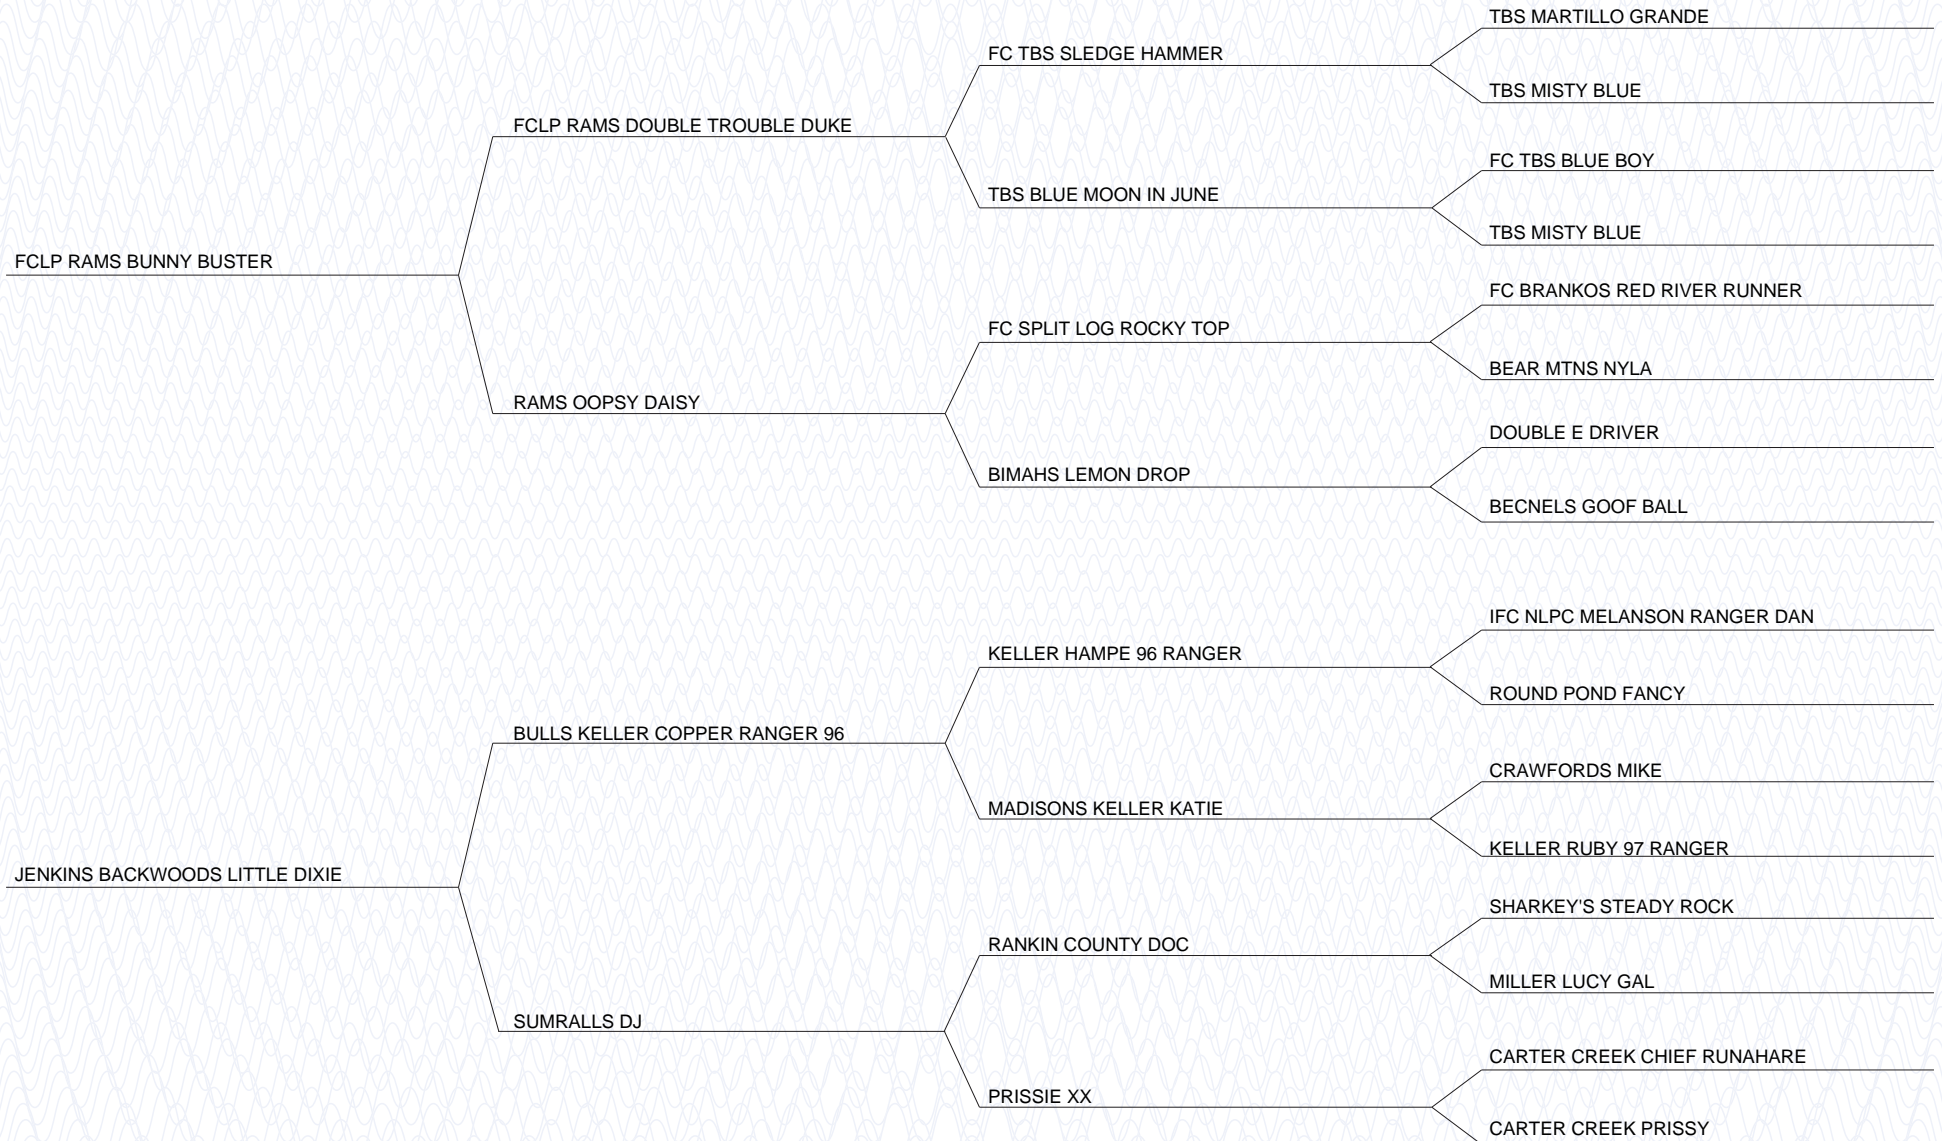 TBS MARTILLO GRANDE
FC TBS SLEDGE HAMMER
TBS MISTY BLUE
FCLP RAMS DOUBLE TROUBLE DUKE
FC TBS BLUE BOY
TBS BLUE MOON IN JUNE
TBS MISTY BLUE
FCLP RAMS BUNNY BUSTER
FC BRANKOS RED RIVER RUNNER
FC SPLIT LOG ROCKY TOP
BEAR MTNS NYLA
RAMS OOPSY DAISY
DOUBLE E DRIVER
BIMAHS LEMON DROP
BECNELS GOOF BALL
IFC NLPC MELANSON RANGER DAN
KELLER HAMPE 96 RANGER
ROUND POND FANCY
BULLS KELLER COPPER RANGER 96
CRAWFORDS MIKE
MADISONS KELLER KATIE
KELLER RUBY 97 RANGER
JENKINS BACKWOODS LITTLE DIXIE
SHARKEY'S STEADY ROCK
RANKIN COUNTY DOC
MILLER LUCY GAL
SUMRALLS DJ
CARTER CREEK CHIEF RUNAHARE
PRISSIE XX
CARTER CREEK PRISSY